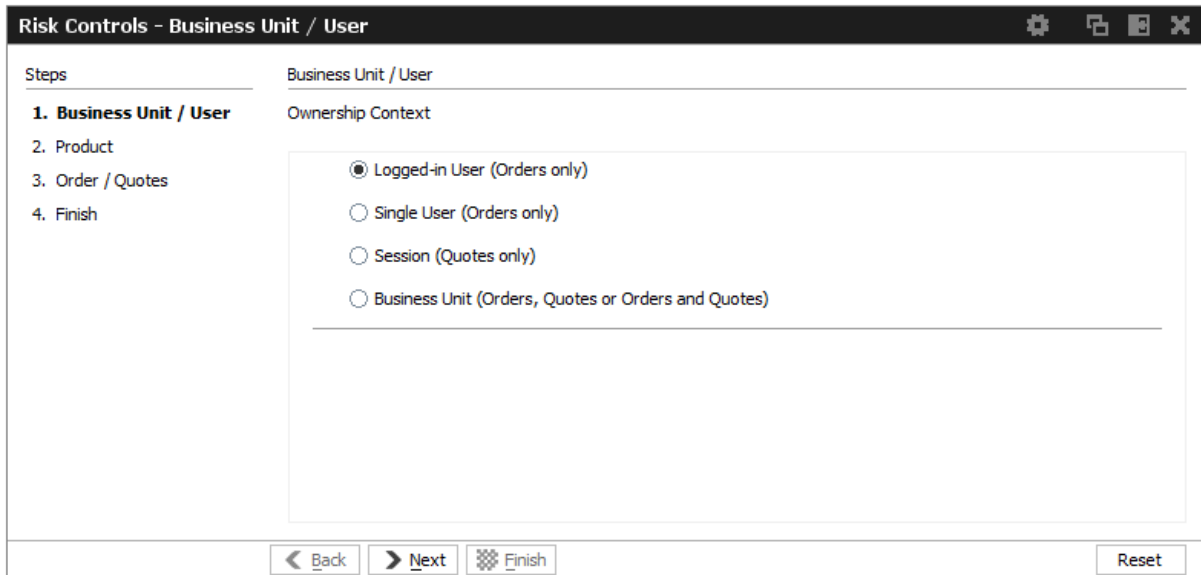 Risk Controls - Business Unit / User
Steps
1. Business Unit / User
2. Product
3. Order / Quotes
4. Finish
Business Unit / User
Ownership Context
Logged-in User (Orders only)
Single User (Orders only)
Session (Quotes only)
Business Unit (Orders, Quotes or Orders and Quotes)
Back
Next
Finish
Reset